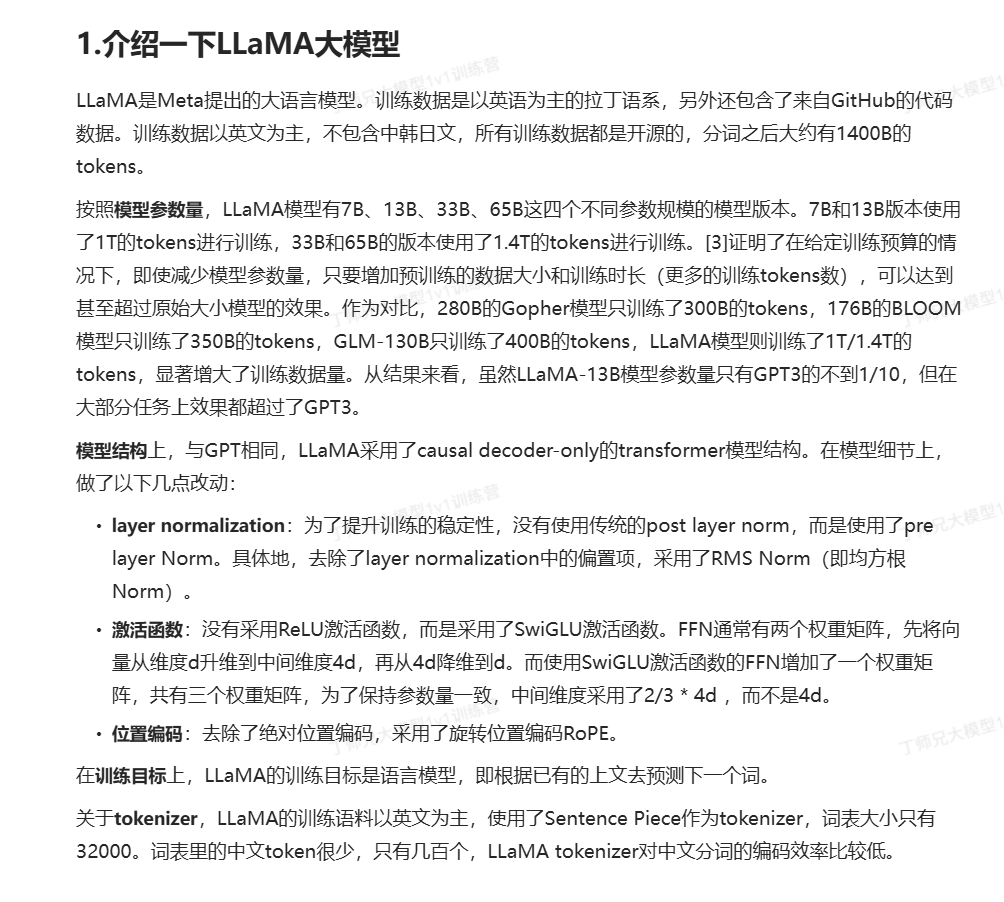 1.介绍一下LLaMA大模型
LLaMA是Meta提出的大语言模型。训练数据是以英语为主的拉丁语系，另外还包含了来自GitHub的代码
数据。训练数据以英文为主，不包含中韩日文，所有训练数据都是开源的，分词之后大约有1400B的
tokens。
按照模型参数量，LLaMA模型有7B、13B、33B、65B这四个不同参数规模的模型版本。7B和13B版本使用
了1T的tokens进行训练，33B和65B的版本使用了1.4T的tokens进行训练。[3]证明了在给定训练预算的情
况下，即使减少模型参数量，只要增加预训练的数据大小和训练时长（更多的训练tokens数），可以达到
甚至超过原始大小模型的效果。作为对比，280B的Gopher模型只训练了300B的tokens，176B的BLOOM
模型只训练了350B的tokens，GLM-130B只训练了400B的tokens，LLaMA模型则训练了1T/1.4T的
tokens，显著增大了训练数据量。从结果来看，虽然LLaMA-13B模型参数量只有GPT3的不到1/10，但在
大部分任务上效果都超过了GPT3。
模型结构上，与GPT相同，LLaMA采用了causal decoder-only的transformer模型结构。在模型细节上，
做了以下几点改动：
• layer normalization：为了提升训练的稳定性，没有使用传统的post layer norm，而是使用了pre
layer Norm。具体地，去除了layer normalization中的偏置项，采用了RMS Norm（即均方根
Norm）。
• 激活函数：没有采用ReLU激活函数，而是采用了SwiGLU激活函数。FFN通常有两个权重矩阵，先将向
量从维度d升维到中间维度4d，再从4d降维到d。而使用SwiGLU激活函数的FFN增加了一个权重矩
阵，共有三个权重矩阵，为了保持参数量一致，中间维度采用了2/3 * 4d ，而不是4d。
• 位置编码：去除了绝对位置编码，采用了旋转位置编码RoPE。
在训练目标上，LLaMA的训练目标是语言模型，即根据已有的上文去预测下一个词。
关于tokenizer，LLaMA的训练语料以英文为主，使用了Sentence Piece作为tokenizer，词表大小只有
32000。词表里的中文token很少，只有几百个，LLaMA tokenizer对中文分词的编码效率比较低。
丁师兄大模型1v1训练营